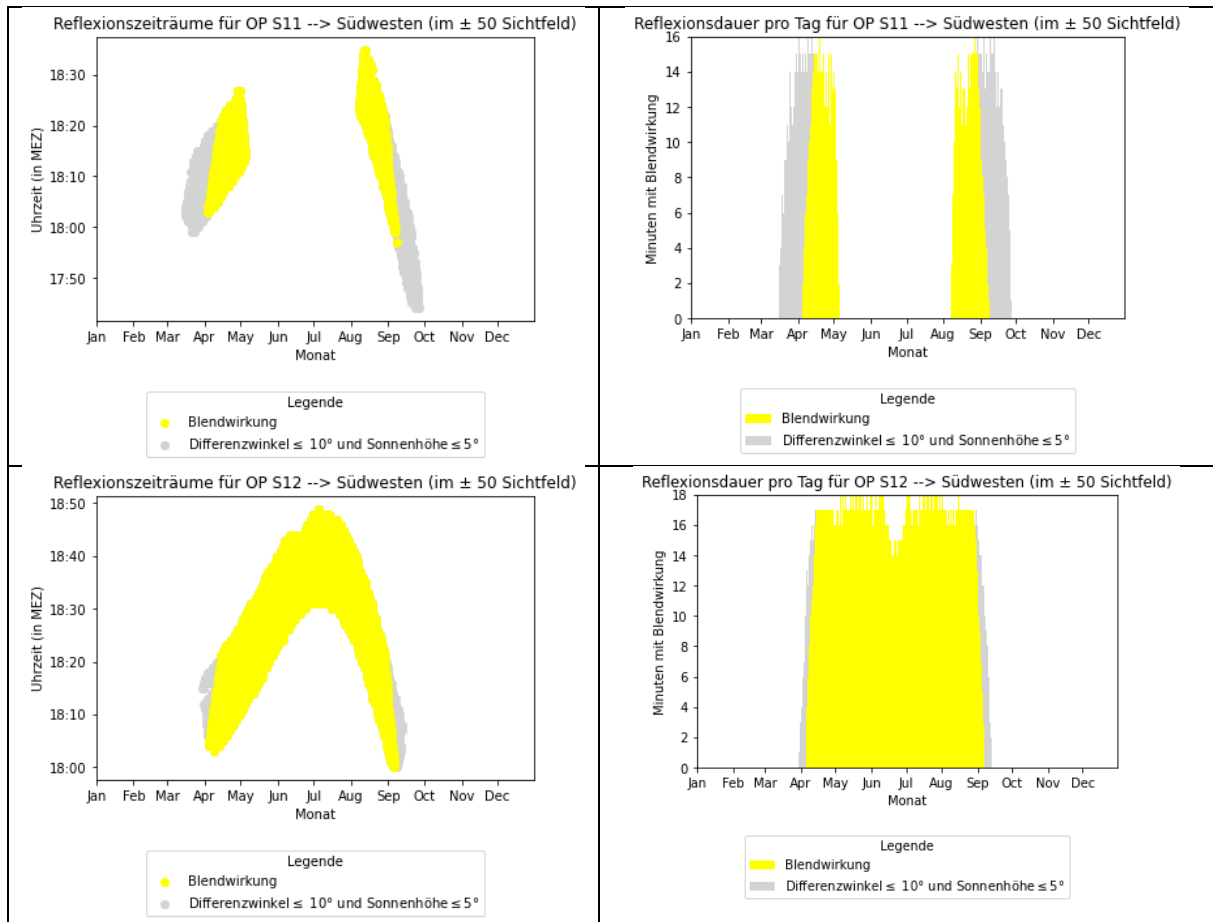 Reflexionszeiträume für OP S11 --> Südwesten (im ± 50 Sichtfeld)
18:30
18:20
18:10
18:00
17:50
Uhrzeit (in MEZ)
Jan Feb Mar Apr May Jun Jul Aug Sep Oct Nov Dec
Monat
Legende
Blendwirkung
Differenzwinkel ≤ 10° und Sonnenhöhe ≤ 5°
Reflexionsdauer pro Tag für OP S11 --> Südwesten (im ± 50 Sichtfeld)
16
14
12
10
8
6
4
2
0
Minuten mit Blendwirkung
Jan Feb Mar Apr May Jun Jul Aug Sep Oct Nov Dec
Monat
Legende
Blendwirkung
Differenzwinkel ≤ 10° und Sonnenhöhe ≤ 5°
Reflexionszeiträume für OP S12 --> Südwesten (im ± 50 Sichtfeld)
18:50
18:40
18:30
18:20
18:10
18:00
Uhrzeit (in MEZ)
Jan Feb Mar Apr May Jun Jul Aug Sep Oct Nov Dec
Monat
Legende
Blendwirkung
Differenzwinkel ≤ 10° und Sonnenhöhe ≤ 5°
Reflexionsdauer pro Tag für OP S12 --> Südwesten (im ± 50 Sichtfeld)
18
16
14
12
10
8
6
4
2
0
Minuten mit Blendwirkung
Jan Feb Mar Apr May Jun Jul Aug Sep Oct Nov Dec
Monat
Legende
Blendwirkung
Differenzwinkel ≤ 10° und Sonnenhöhe ≤ 5°